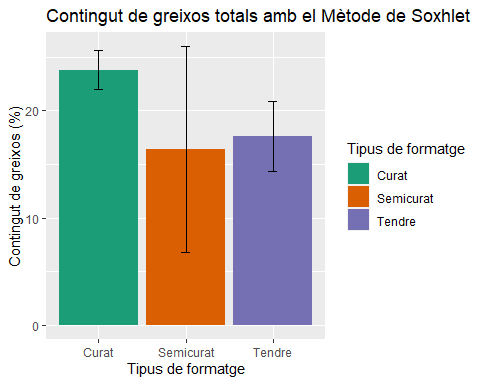 Contingut de greixos totals amb el Mètode de Soxhlet
Contingut de greixos (%)
20
10
0
Curat Semicurat Tendre
Tipus de formatge
Tipus de formatge
Curat
Semicurat
Tendre